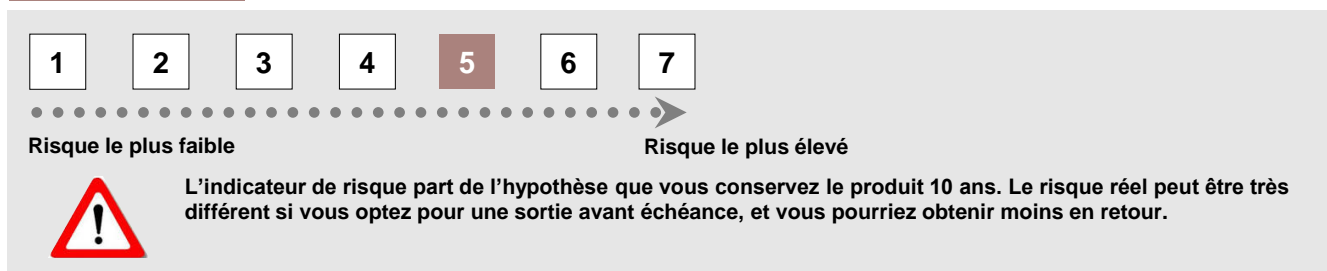 1 2 3 4 5 6 7
Risque le plus faible Risque le plus élevé
L’indicateur de risque part de l’hypothèse que vous conservez le produit 10 ans. Le risque réel peut être très
différent si vous optez pour une sortie avant échéance, et vous pourriez obtenir moins en retour.